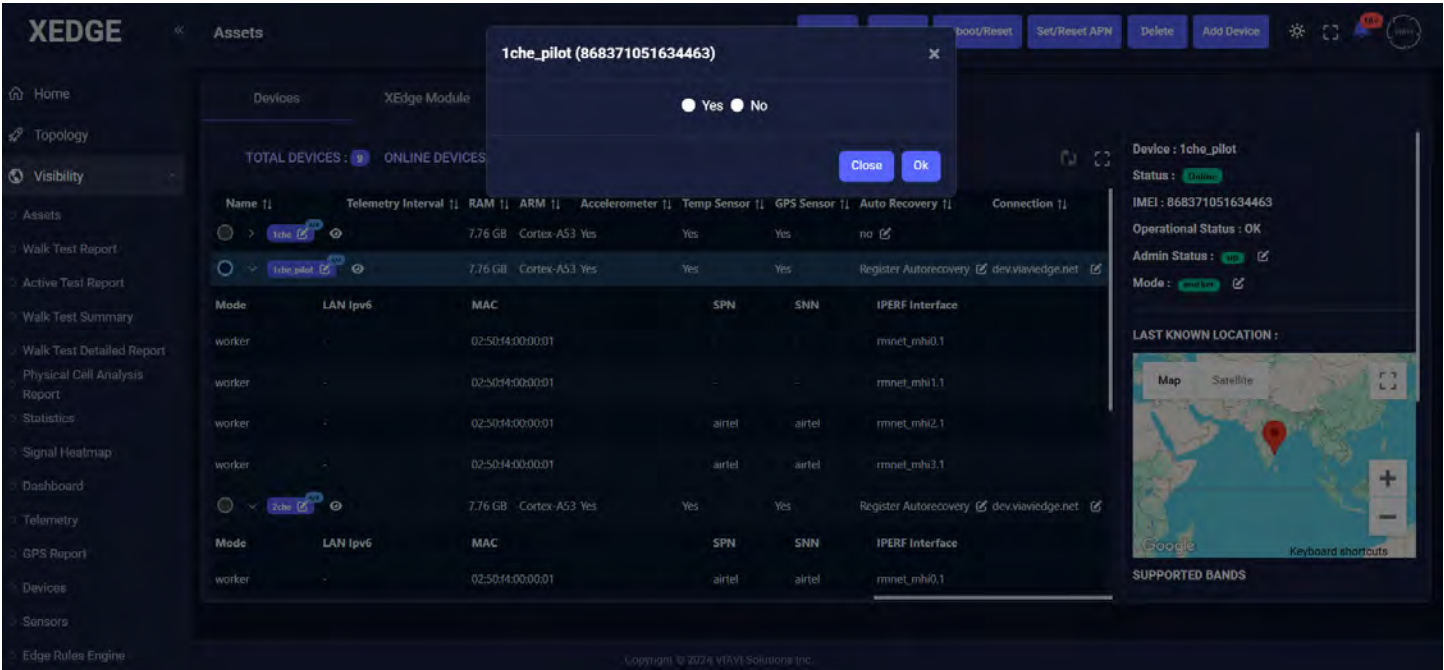 XEDGE
Assets
boot/Reset
Set/Reset APN
Delete
Add Device
1che_pilot (868371051634463)
Yes No
Close
Ok
Home
Topology
Visibility
Assets
Walk Test Report
Active Test Report
Walk Test Summary
Walk Test Detailed Report
Physical Cell Analysis
Report
Statistics
Signal Heatmap
Dashboard
Telemetry
GPS Report
Devices
Sensors
Edge Rules Engine
Devices XEdge Module
TOTAL DEVICES : 9 ONLINE DEVICES
Name Telemetry Interval RAM ARM Accelerometer Temp Sensor GPS Sensor Auto Recovery Connection
1che 7.76 GB Cortex-A53 Yes Yes Yes no
1che_pilot 7.76 GB Cortex-A53 Yes Yes Yes Register Autorecovery dev.viaviedge.net
Mode LAN Ipv6 MAC SPN SNN IPERF Interface
worker - 02:50:f4:00:00:01 rmnet_mhi0.1
worker - 02:50:f4:00:00:01 - - rmnet_mhi1.1
worker - 02:50:f4:00:00:01 airtel airtel rmnet_mhi2.1
worker - 02:50:f4:00:00:01 airtel airtel rmnet_mhi3.1
2che 7.76 GB Cortex-A53 Yes Yes Yes Register Autorecovery dev.viaviedge.net
Mode LAN Ipv6 MAC SPN SNN IPERF Interface
worker - 02:50:f4:00:00:01 airtel airtel rmnet_mhi0.1
Device : 1che_pilot
Status : Online
IMEI : 868371051634463
Operational Status : OK
Admin Status : up
Mode : worker
LAST KNOWN LOCATION :
Map Satellite
Google
Keyboard shortcuts
SUPPORTED BANDS
Copyright © 2024 VIAVI Solutions Inc.